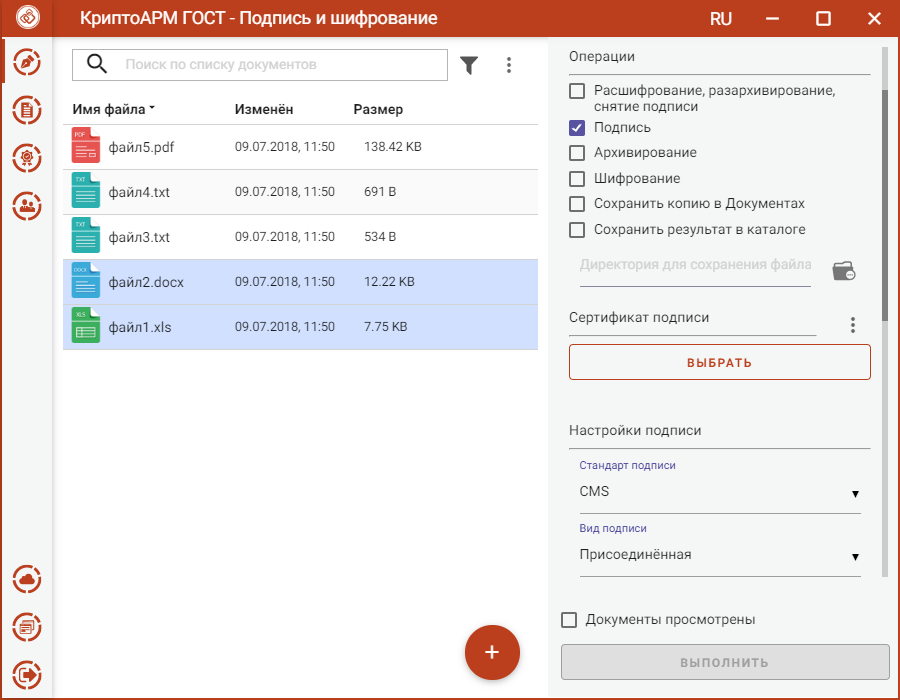 КриптоАРМ ГОСТ - Подпись и шифрование
RU
Поиск по списку документов
Имя файла Изменён Размер
PDF
файл5.pdf 09.07.2018, 11:50 138.42 KB
TXT
файл4.txt 09.07.2018, 11:50 691 B
TXT
файл3.txt 09.07.2018, 11:50 534 B
DOCX
файл2.docx 09.07.2018, 11:50 12.22 KB
XLS
файл1.xls 09.07.2018, 11:50 7.75 KB
+
Операции
Расшифрование, разархивирование,
снятие подписи
Подпись
Архивирование
Шифрование
Сохранить копию в Документах
Сохранить результат в каталоге
Директория для сохранения файла
Сертификат подписи
ВЫБРАТЬ
Настройки подписи
Стандарт подписи
CMS
Вид подписи
Присоединённая
Документы просмотрены
ВЫПОЛНИТЬ